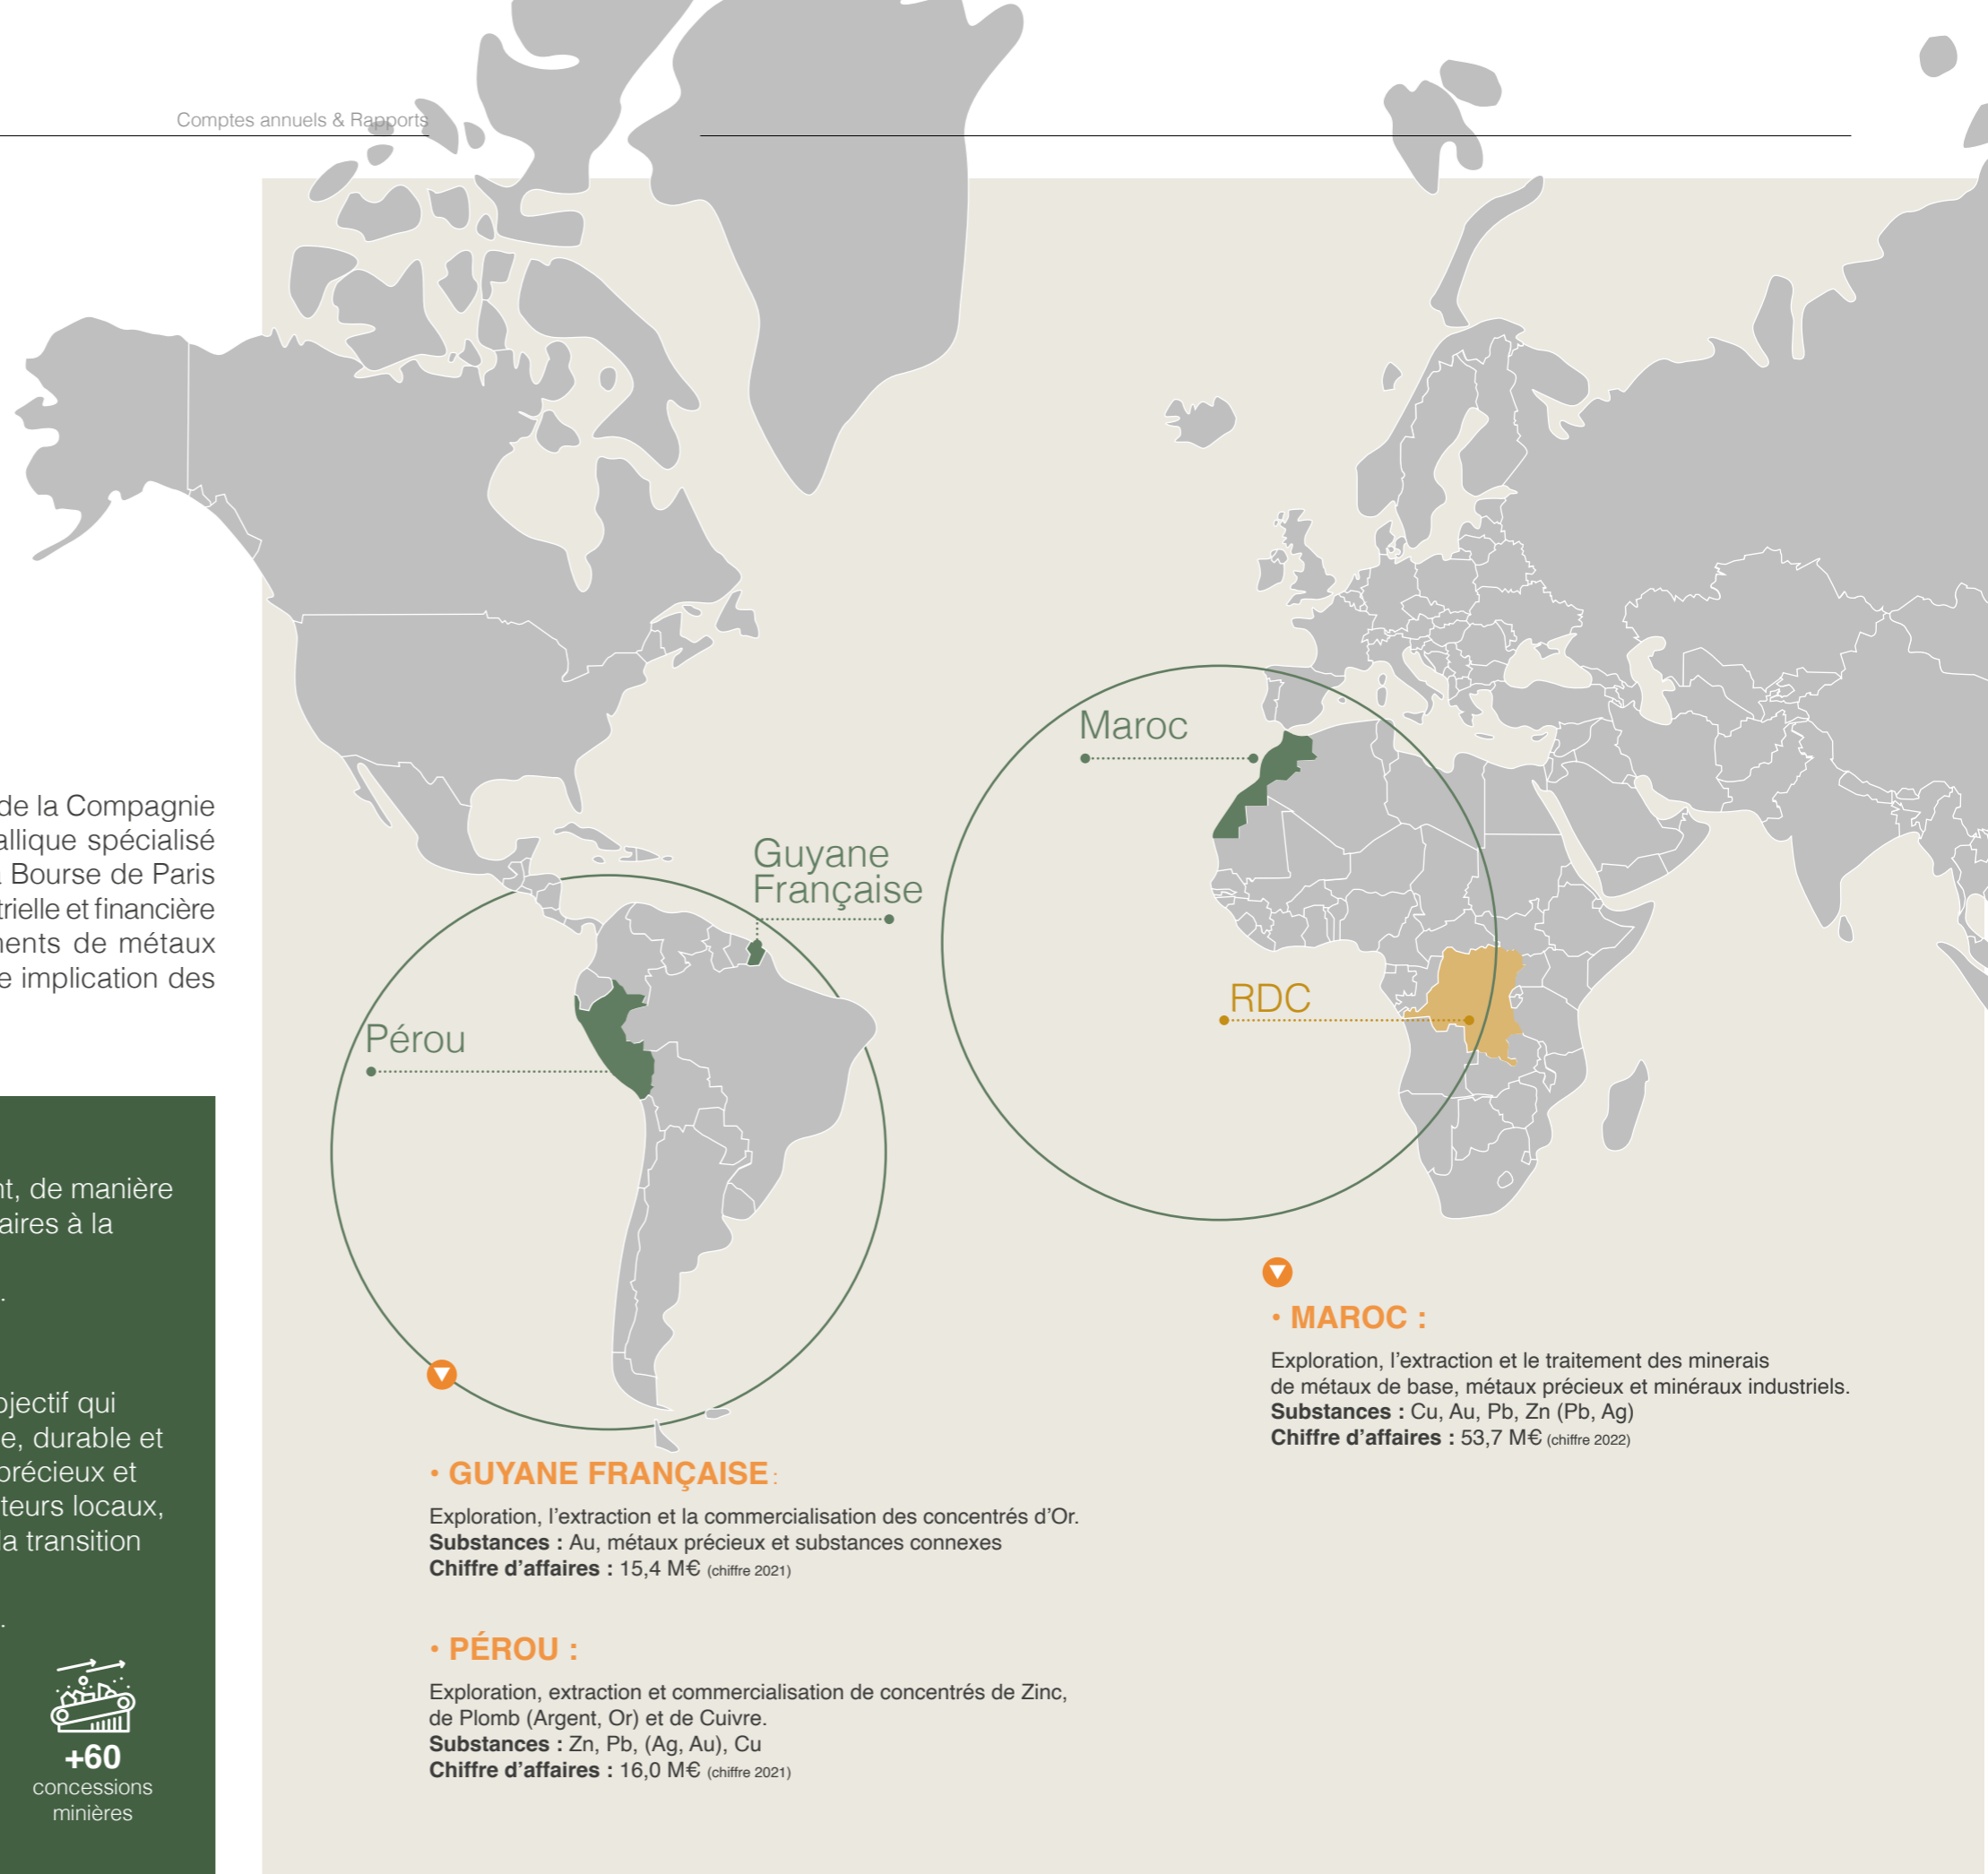 Comptes annuels & Rapports
de la Compagnie
allique spécialisé
Bourse de Paris
trielle et financière
de métaux
implication des
de manière
aires à la
.
qui
durable et
précieux et
locaux,
la transition
.
+60
concessions
minières
Maroc
Guyane
Française
RDC
Pérou
• GUYANE FRANÇAISE :
Exploration, l'extraction et la commercialisation des concentrés d'Or.
Substances : Au, métaux précieux et substances connexes
Chiffre d'affaires : 15,4 M€ (chiffre 2021)
• PÉROU :
Exploration, extraction et commercialisation de concentrés de Zinc,
de Plomb (Argent, Or) et de Cuivre.
Substances : Zn, Pb, (Ag, Au), Cu
Chiffre d'affaires : 16,0 M€ (chiffre 2021)
• MAROC :
Exploration, l'extraction et le traitement des minerais
de métaux de base, métaux précieux et minéraux industriels.
Substances : Cu, Au, Pb, Zn (Pb, Ag)
Chiffre d'affaires : 53,7 M€ (chiffre 2022)